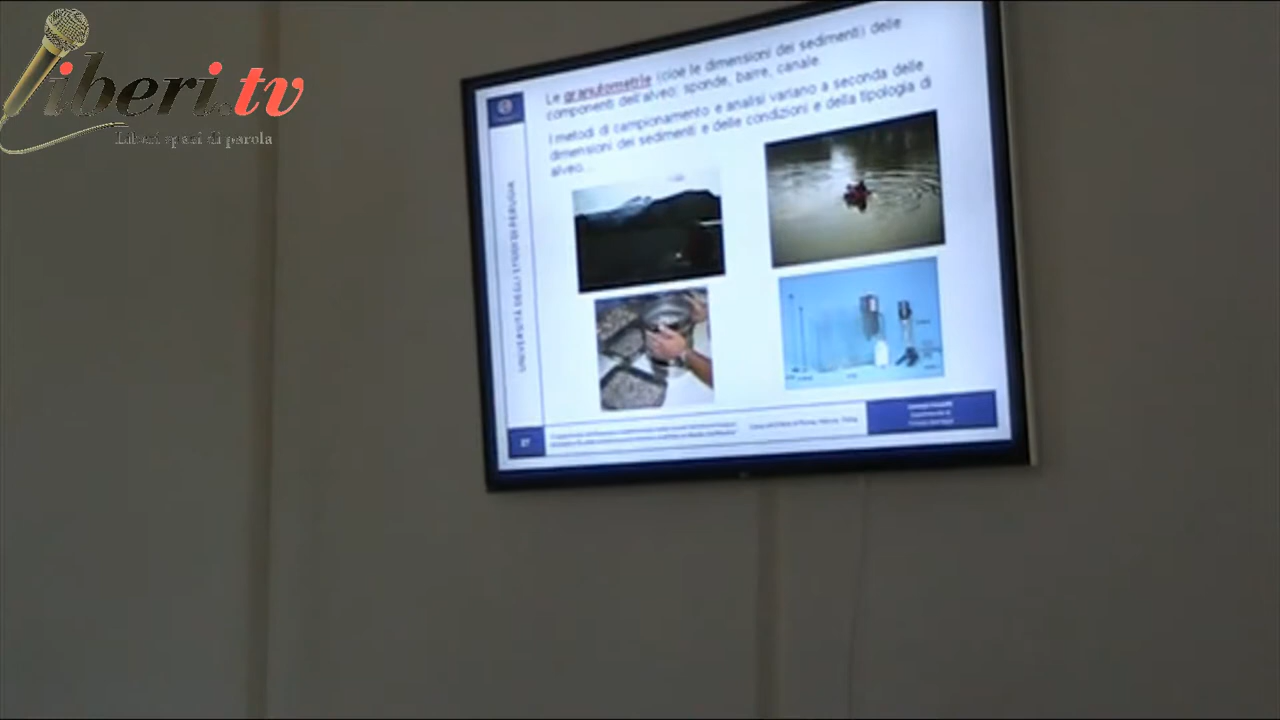 liberi.tv
Liberi spazi di parola
Le granulometrie (cioè le dimensioni dei sedimenti) delle
componenti dell'alveo: sponde, barre, canale.
I metodi di campionamento e analisi variano a seconda delle
dimensioni dei sedimenti e delle condizioni e della tipologia di
alveo...
UNIVERSITÀ DEGLI STUDI DI PERUGIA
27